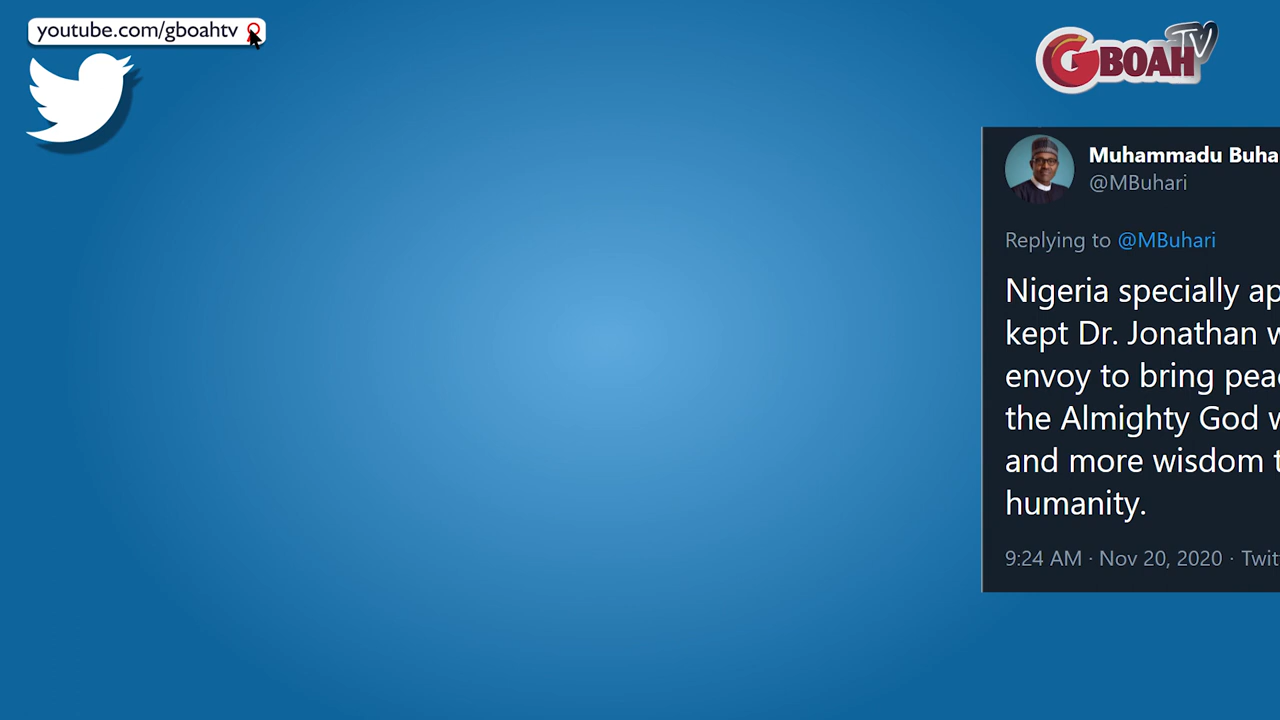 youtube.com/gboahtv
GBOAH TV
Muhammadu Buha
@MBuhari
Replying to @MBuhari
Nigeria specially ap
kept Dr. Jonathan w
envoy to bring pea
the Almighty God w
and more wisdom t
humanity.
9:24 AM · Nov 20, 2020 · Twit